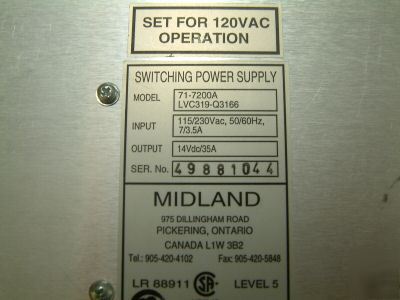 SET FOR 120VAC
OPERATION
SWITCHING POWER SUPPLY
MODEL 71-7200A
LVC319-Q3166
INPUT 115/230Vac, 50/60Hz,
7/3.5A
OUTPUT 14Vdc/35A
SER. No. 49881044
MIDLAND
975 DILLINGHAM ROAD
PICKERING, ONTARIO
CANADA L1W 3B2
Tel.: 905-420-4102 Fax: 905-420-5848
LR 88911 LEVEL 5